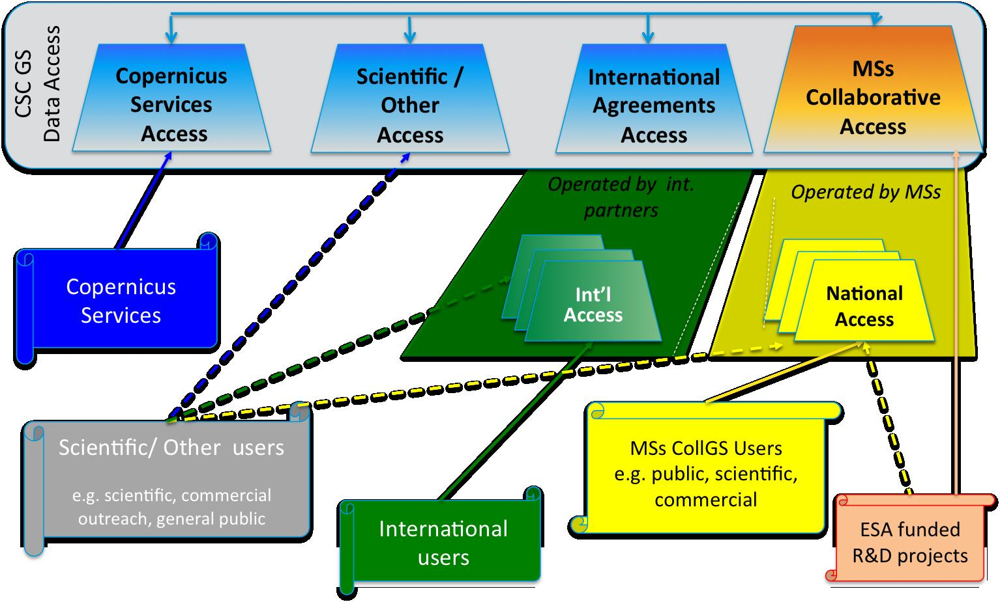 CSC GS
Data Access
Copernicus
Services
Access
Scientific /
Other
Access
International
Agreements
Access
MSs
Collaborative
Access
Operated by int.
partners
Operated by MSs
Int'l
Access
National
Access
Copernicus
Services
Scientific/ Other users
e.g. scientific, commercial
outreach, general public
International
users
MSs CollGS Users
e.g. public, scientific,
commercial
ESA funded
R&D projects